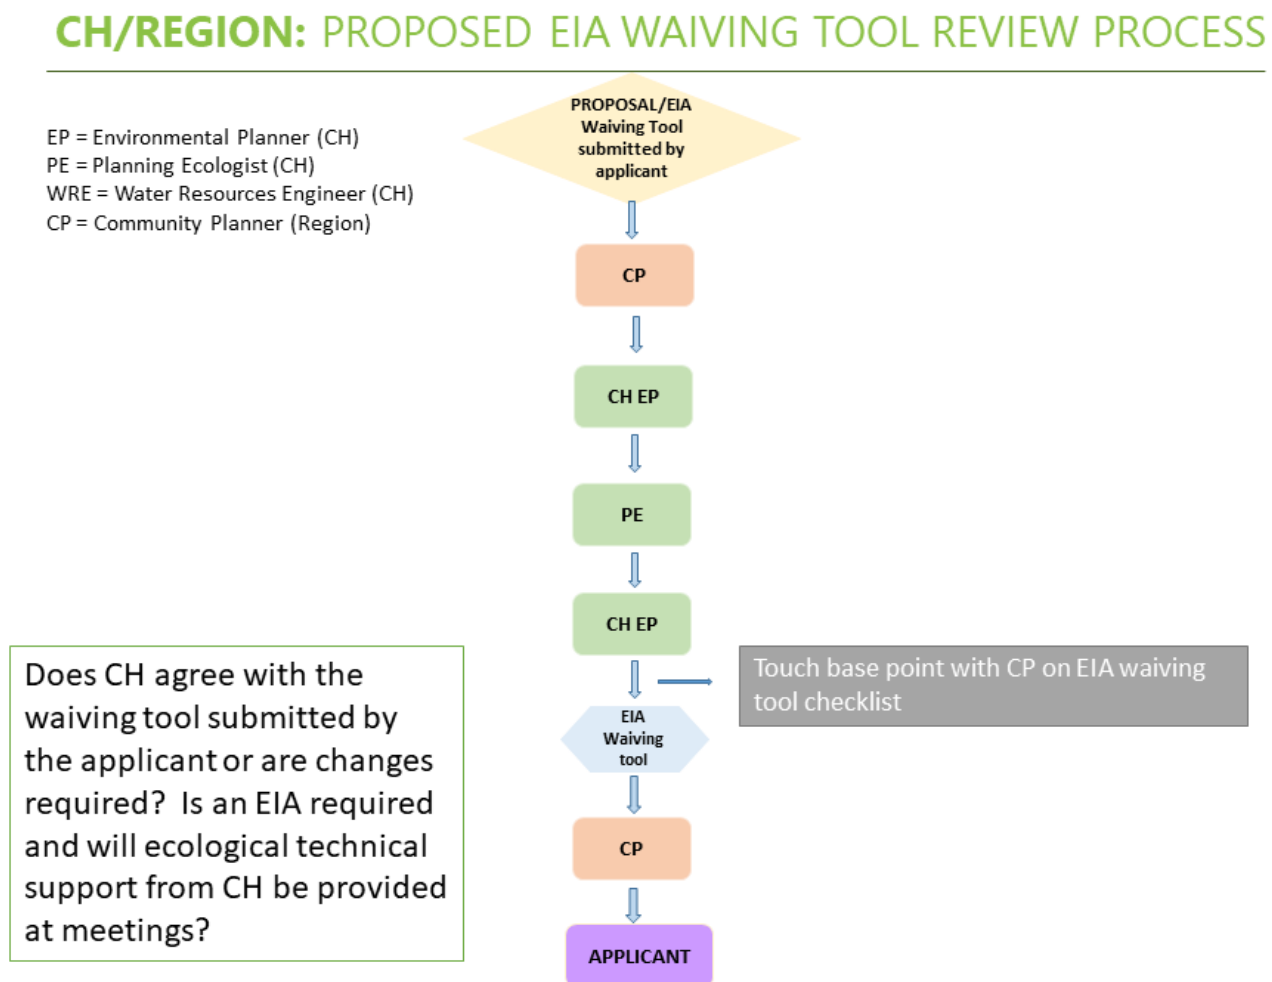 CH/REGION: PROPOSED EIA WAIVING TOOL REVIEW PROCESS
EP = Environmental Planner (CH)
PE = Planning Ecologist (CH)
WRE = Water Resources Engineer (CH)
CP = Community Planner (Region)
PROPOSAL/EIA
Waiving Tool
submitted by
applicant
CP
CH EP
PE
CH EP
Touch base point with CP on EIA waiving
tool checklist
EIA
Waiving
tool
CP
APPLICANT
Does CH agree with the
waiving tool submitted by
the applicant or are changes
required? Is an EIA required
and will ecological technical
support from CH be provided
at meetings?